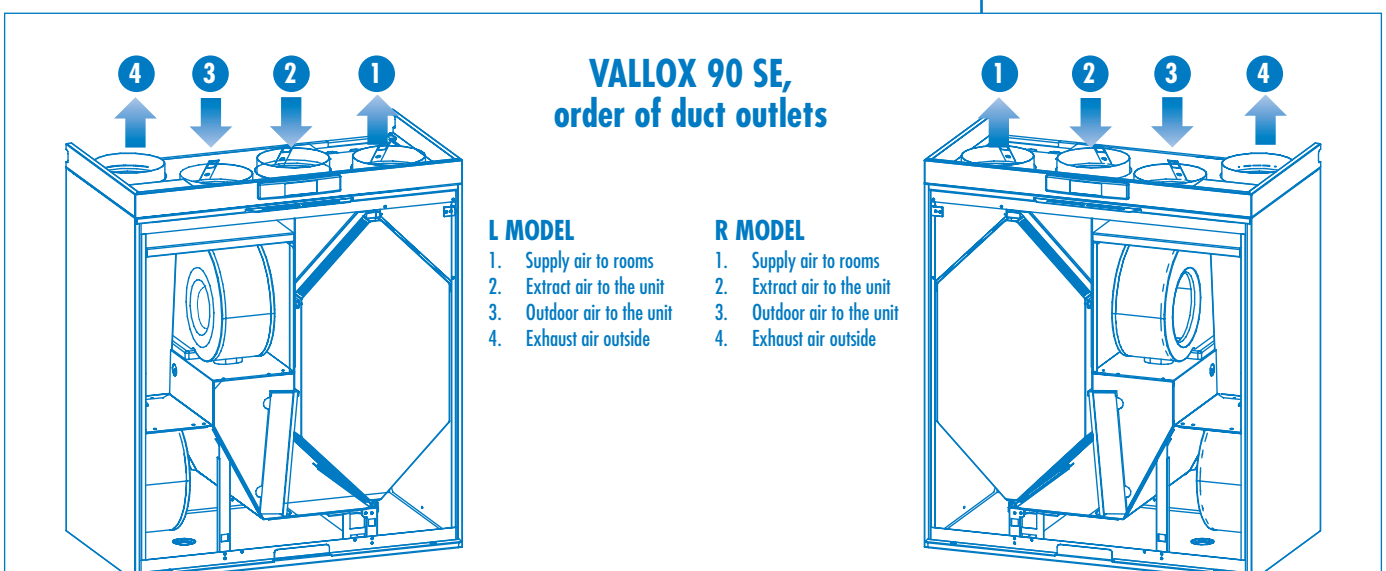 4 3 2 1
VALLOX 90 SE,
order of duct outlets
1 2 3 4
L MODEL
1. Supply air to rooms
2. Extract air to the unit
3. Outdoor air to the unit
4. Exhaust air outside
R MODEL
1. Supply air to rooms
2. Extract air to the unit
3. Outdoor air to the unit
4. Exhaust air outside